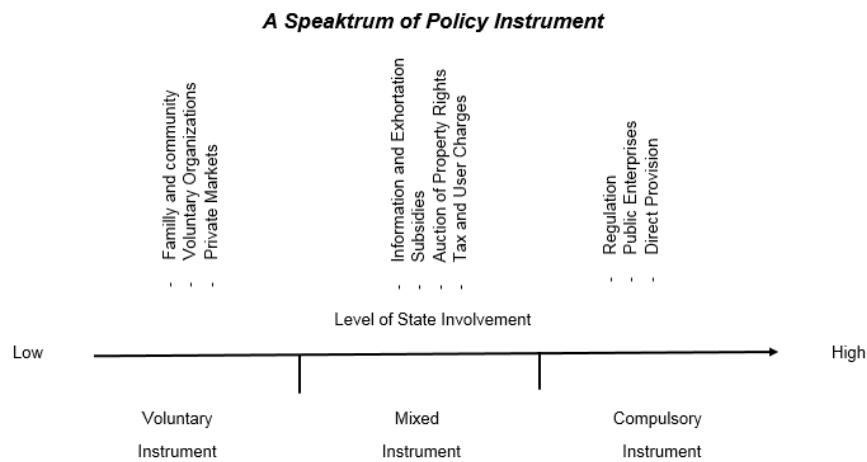 A Speaktrum of Policy Instrument
- Familly and community
- Voluntary Organizations
- Private Markets
- Information and Exhortation
- Subsidies
- Auction of Property Rights
- Tax and User Charges
- Regulation
- Public Enterprises
- Direct Provision
Level of State Involvement
Low
High
Voluntary
Instrument
Mixed
Instrument
Compulsory
Instrument